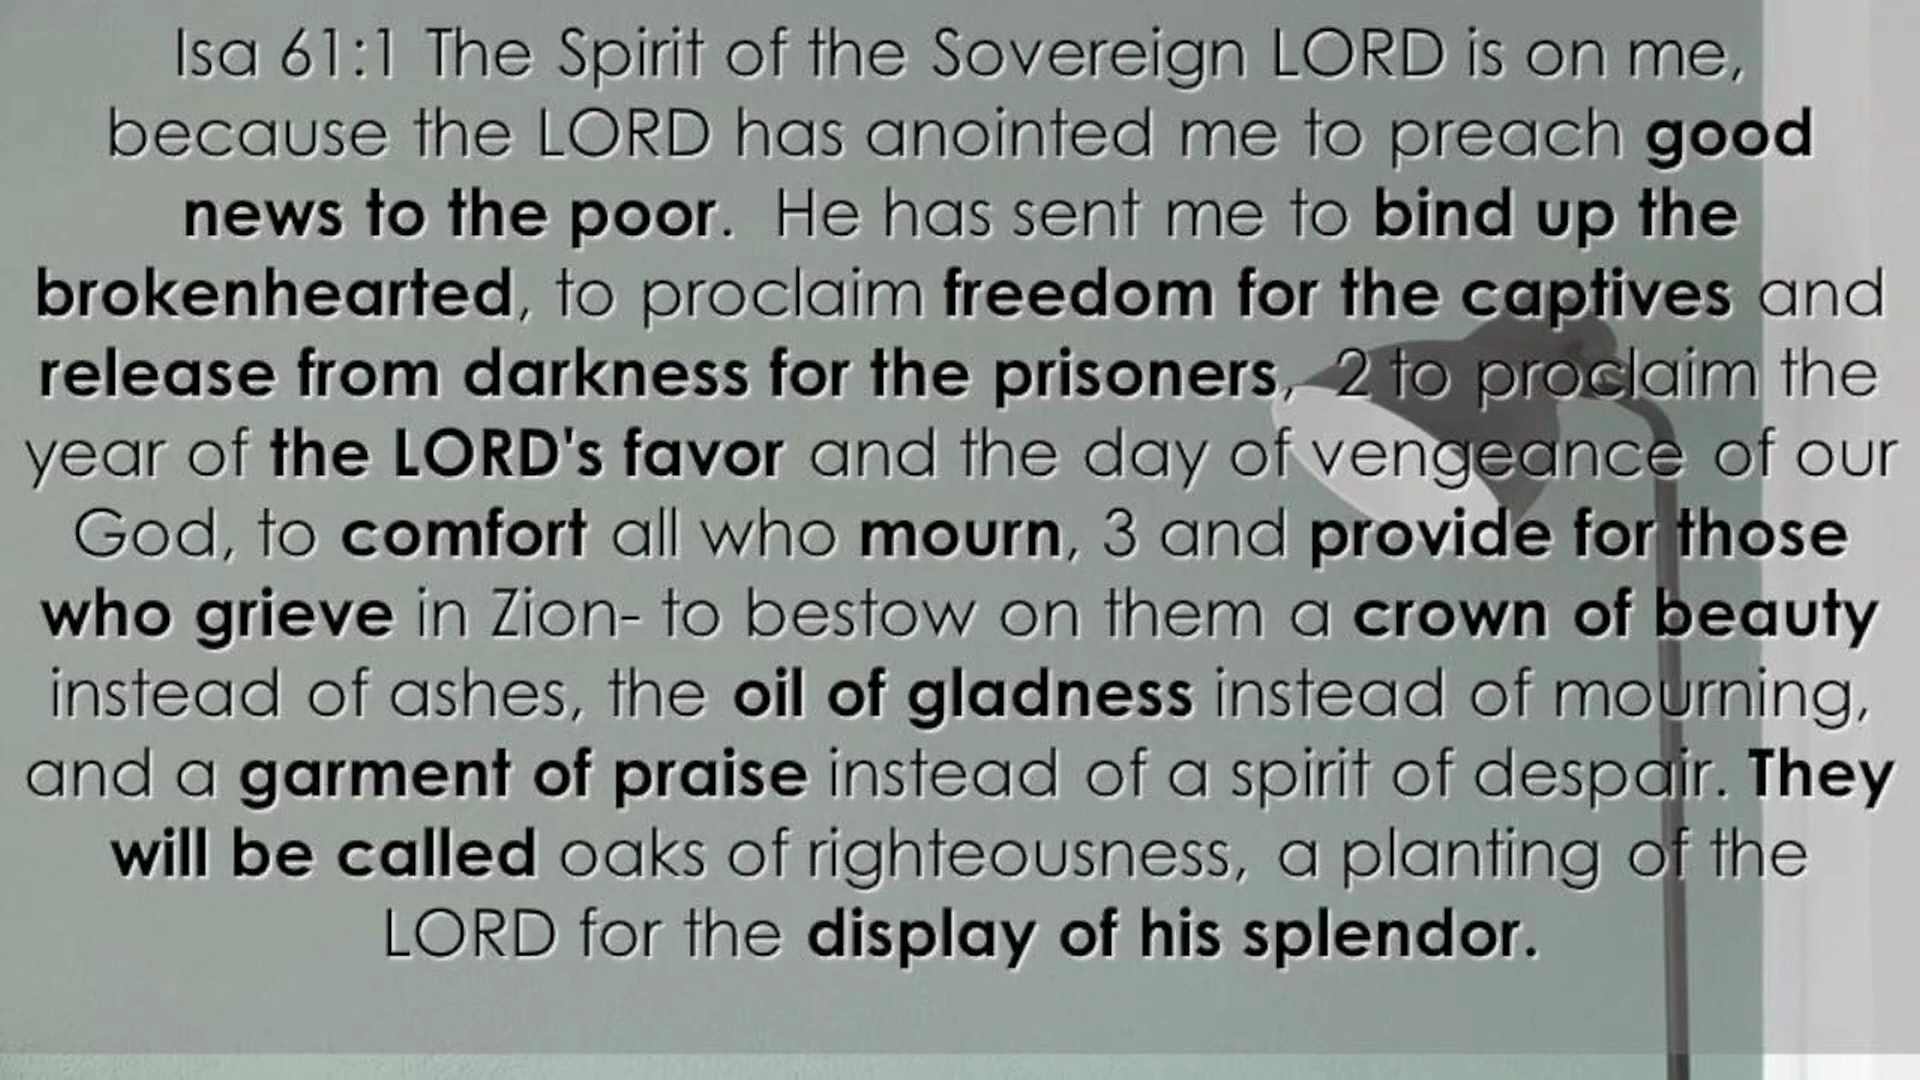 Isa 61:1 The Spirit of the Sovereign LORD is on me,
because the LORD has anointed me to preach good
news to the poor.  He has sent me to bind up the
brokenhearted, to proclaim freedom for the captives and
release from darkness for the prisoners,  2 to proclaim the
year of the LORD's favor and the day of vengeance of our
God, to comfort all who mourn, 3 and provide for those
who grieve in Zion- to bestow on them a crown of beauty
instead of ashes, the oil of gladness instead of mourning,
and a garment of praise instead of a spirit of despair. They
will be called oaks of righteousness, a planting of the
LORD for the display of his splendor.